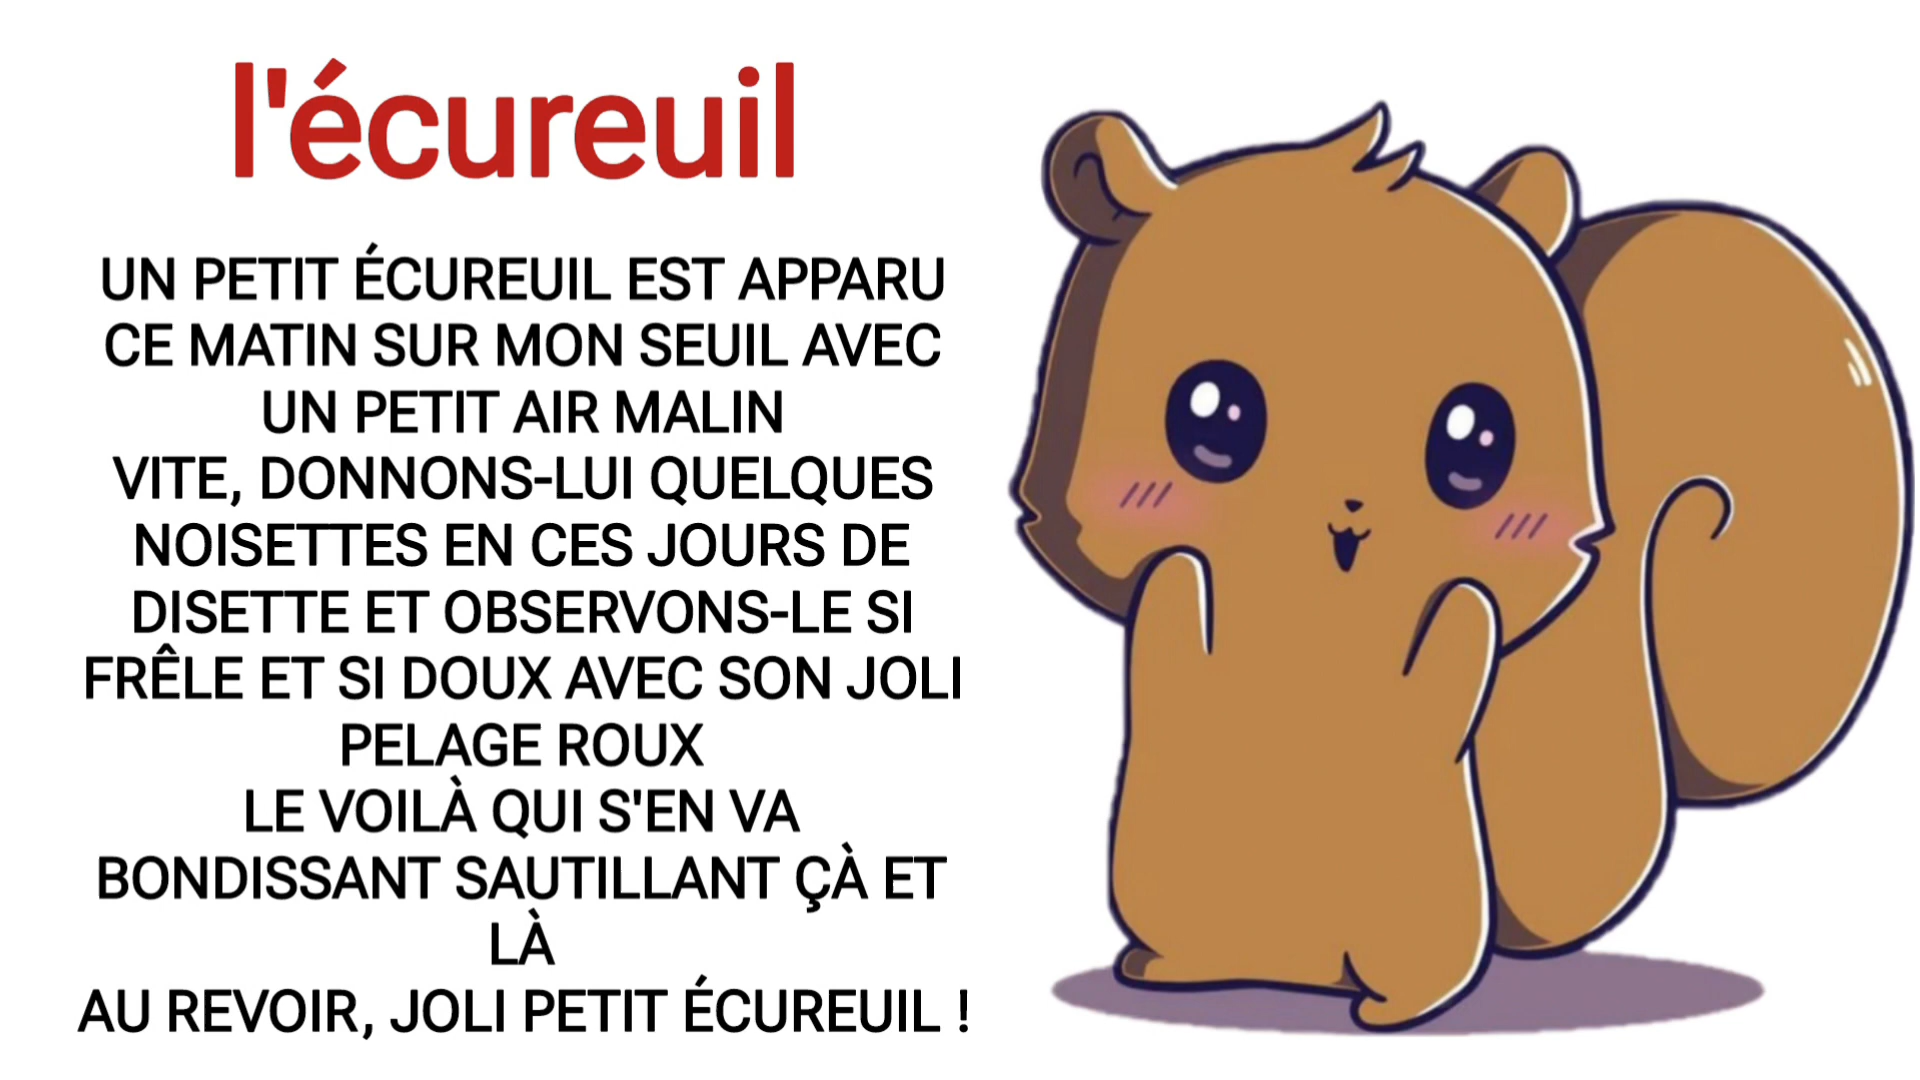 l'écureuil
UN PETIT ÉCUREUIL EST APPARU
CE MATIN SUR MON SEUIL AVEC
UN PETIT AIR MALIN
VITE, DONNONS-LUI QUELQUES
NOISETTES EN CES JOURS DE
DISETTE ET OBSERVONS-LE SI
FRÊLE ET SI DOUX AVEC SON JOLI
PELAGE ROUX
LE VOILÀ QUI S'EN VA
BONDISSANT SAUTILLANT ÇÀ ET
LÀ
AU REVOIR, JOLI PETIT ÉCUREUIL !